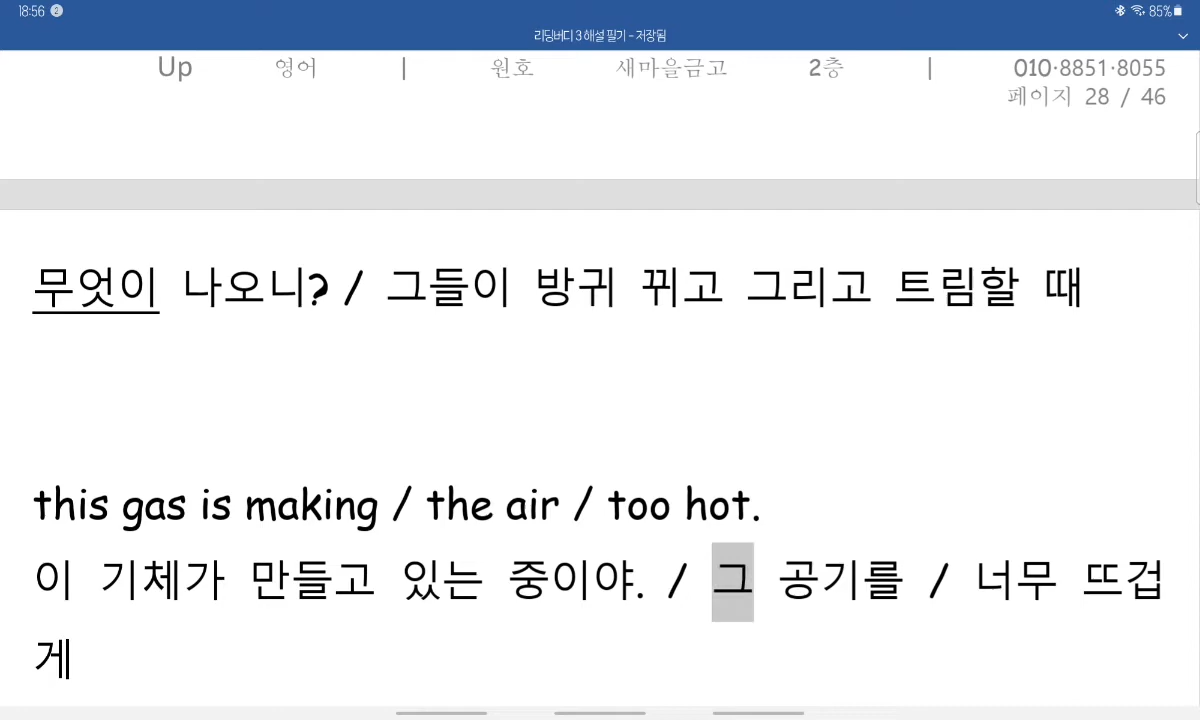 18:56 2 85%
리딩버디 3 해설 필기 - 저장됨
Up 영어 | 원호 새마을금고 2층 | 010·8851·8055
페이지 28 / 46
무엇이 나오니? / 그들이 방귀 뀌고 그리고 트림할 때
this gas is making / the air / too hot.
이 기체가 만들고 있는 중이야. / 그 공기를 / 너무 뜨겁
게